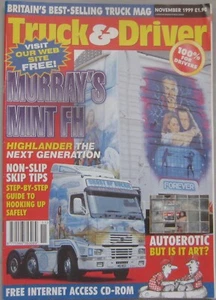 BRITAIN'S BEST-SELLING TRUCK MAG
NOVEMBER 1999
Truck & Driver
VISIT
OUR WEB
SITE
FREE!
100%
FOR
DRIVERS
MURRAY'S
MINT FH
HIGHLANDER THE
NEXT GENERATION
FOREVER
NON-SLIP
SKIP TIPS
STEP-BY-STEP
GUIDE TO
HOOKING UP
SAFELY
AUTOEROTIC
BUT IS IT ART?
FREE INTERNET ACCESS CD-ROM